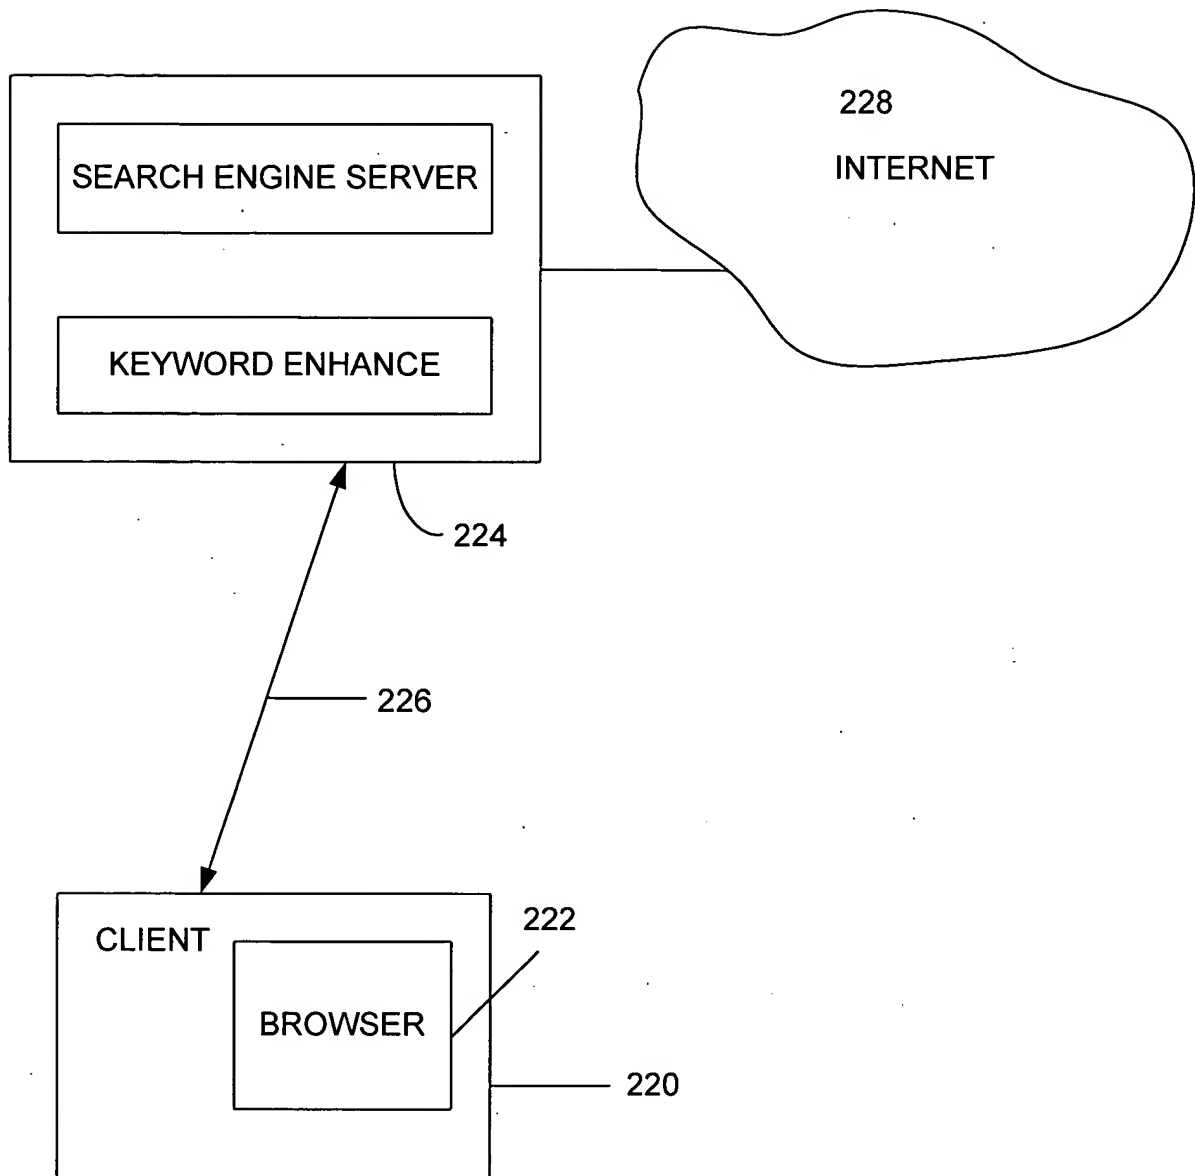 228
INTERNET
SEARCH ENGINE SERVER
KEYWORD ENHANCE
224
226
CLIENT
222
BROWSER
220